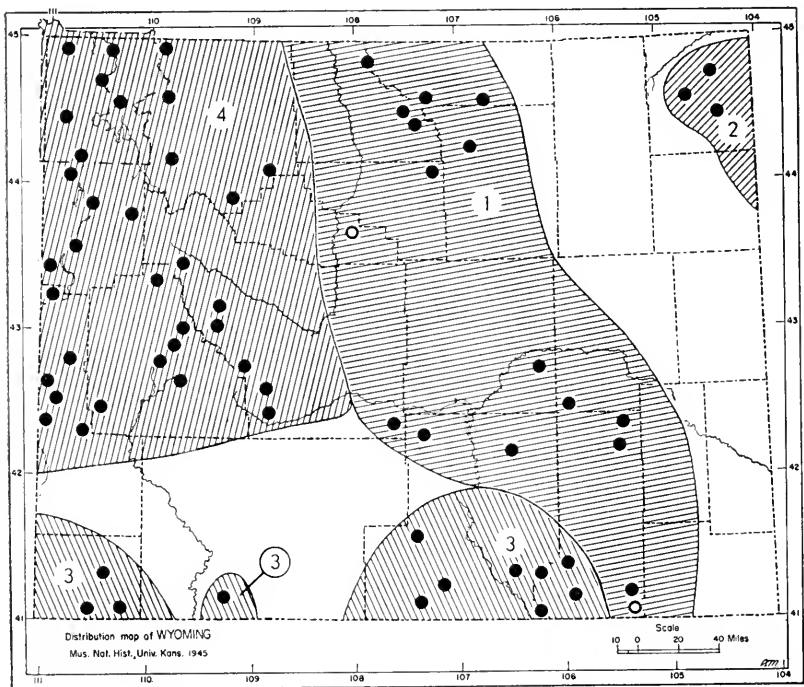 111 110 109 108 107 106 105 104
45 45
4
2
1
44 44
43 43
42 42
3
3
3
41 41
Distribution map of WYOMING
Mus. Nat. Hist., Univ. Kans. 1945
Scale
10 0 20 40 Miles
111 110 109 108 107 106 105 104